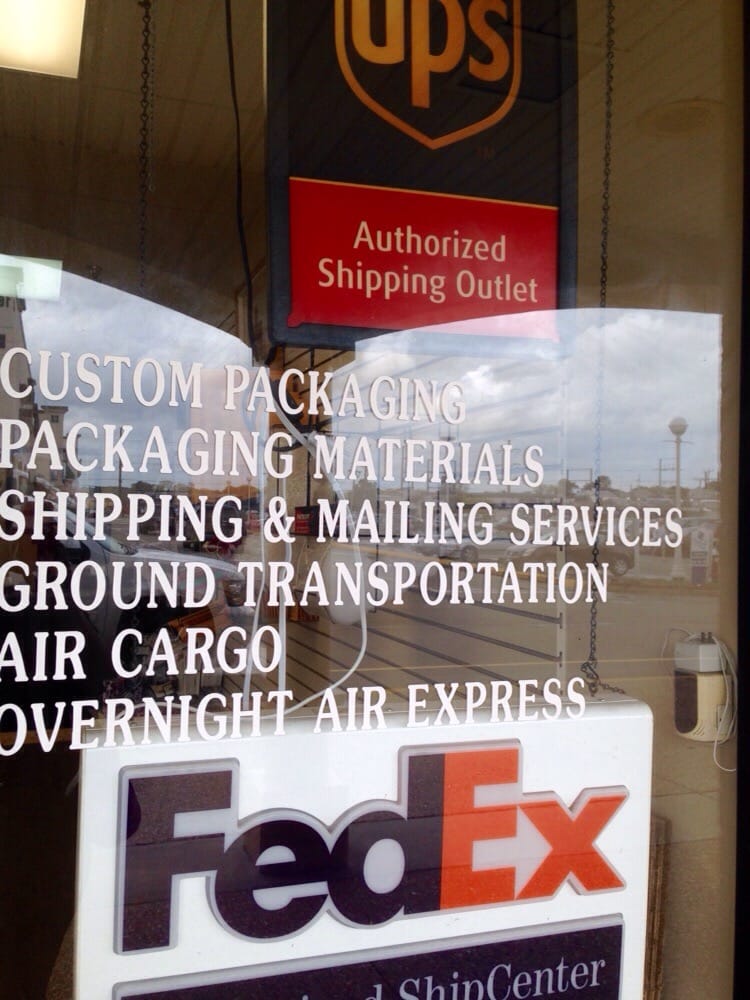 ups
Authorized
Shipping Outlet
CUSTOM PACKAGING
PACKAGING MATERIALS
SHIPPING & MAILING SERVICES
GROUND TRANSPORTATION
AIR CARGO
OVERNIGHT AIR EXPRESS
FedEx
ShipCenter